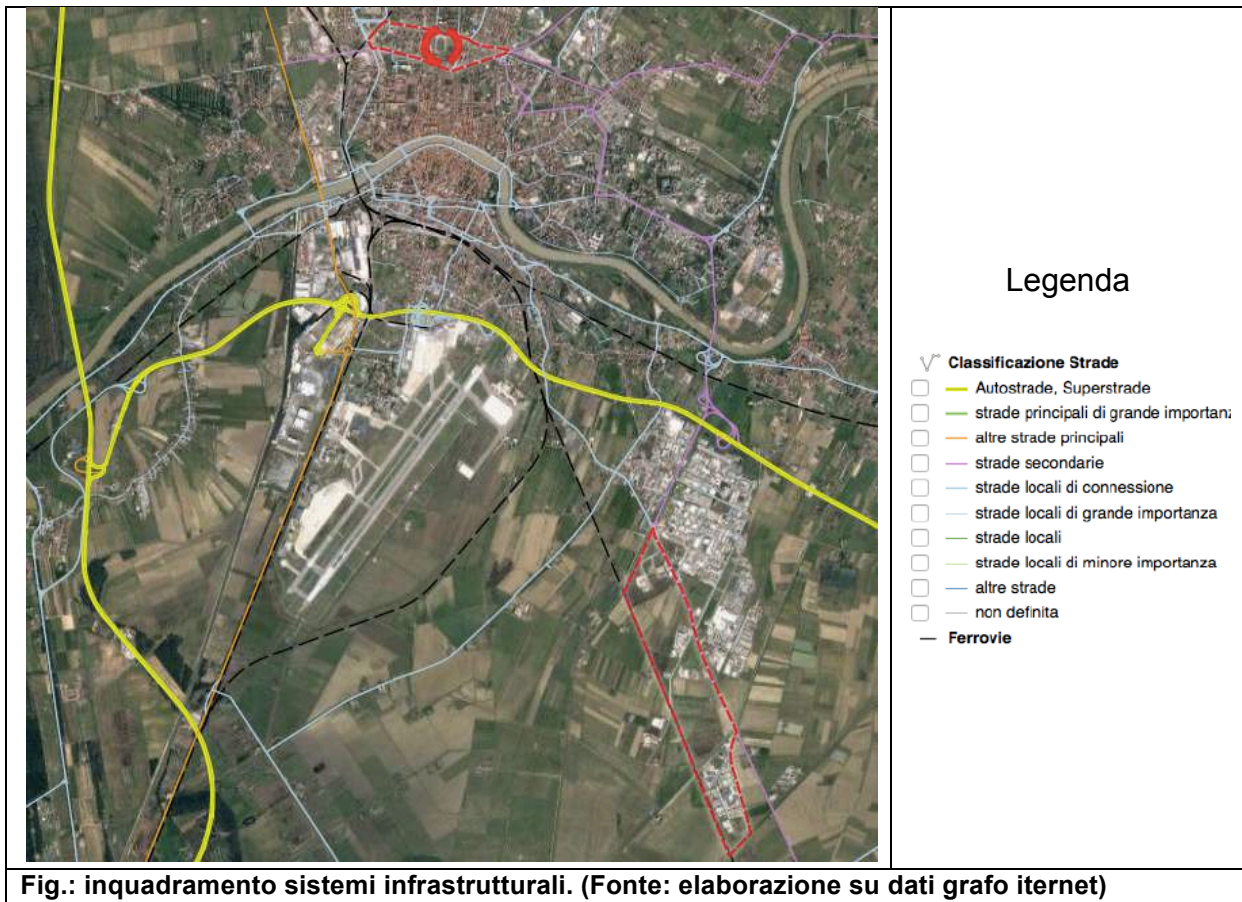 Legenda
Classificazione Strade
Autostrade, Superstrade
strade principali di grande importanz
altre strade principali
strade secondarie
strade locali di connessione
strade locali di grande importanza
strade locali
strade locali di minore importanza
altre strade
non definita
Ferrovie
Fig.: inquadramento sistemi infrastrutturali. (Fonte: elaborazione su dati grafo iternet)